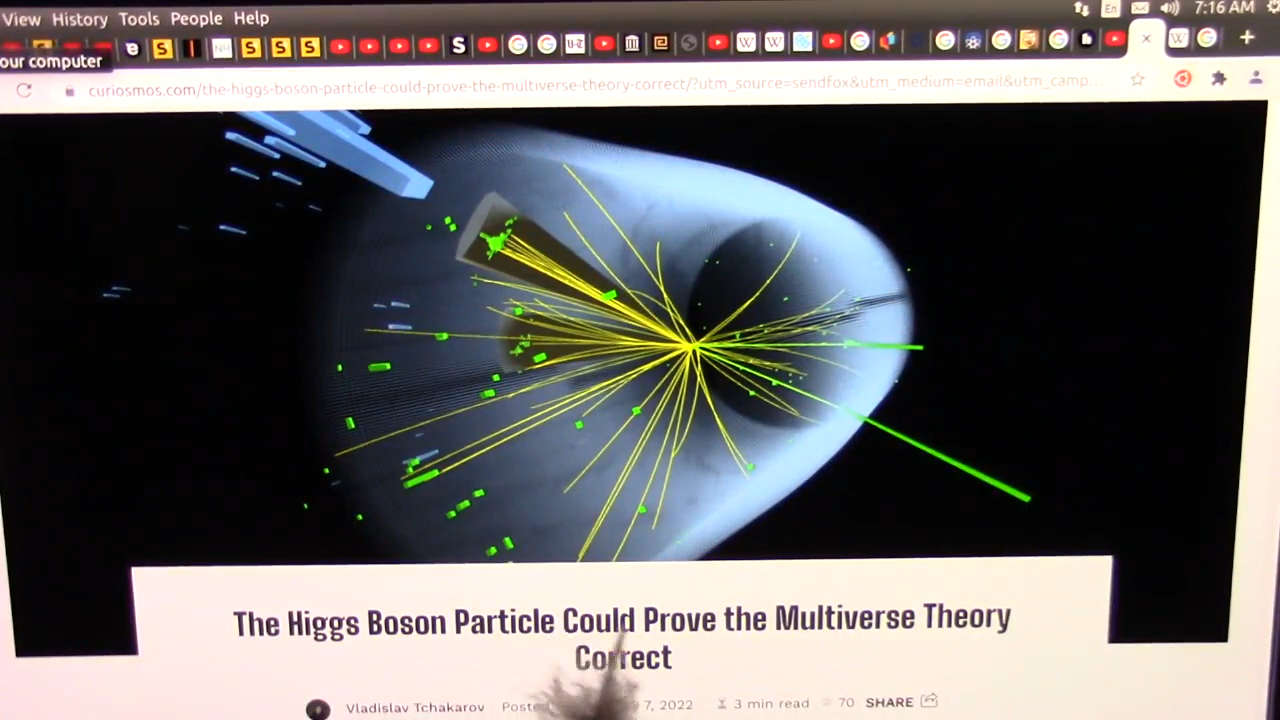 View History Tools People Help
En
7:16 AM
our computer
curiosmos.com/the-higgs-boson-particle-could-prove-the-multiverse-theory-correct/?utm_source=sendfox&utm_medium=email&utm_camp...
The Higgs Boson Particle Could Prove the Multiverse Theory
Correct
Vladislav Tchakarov Poste 7, 2022 3 min read 70 SHARE